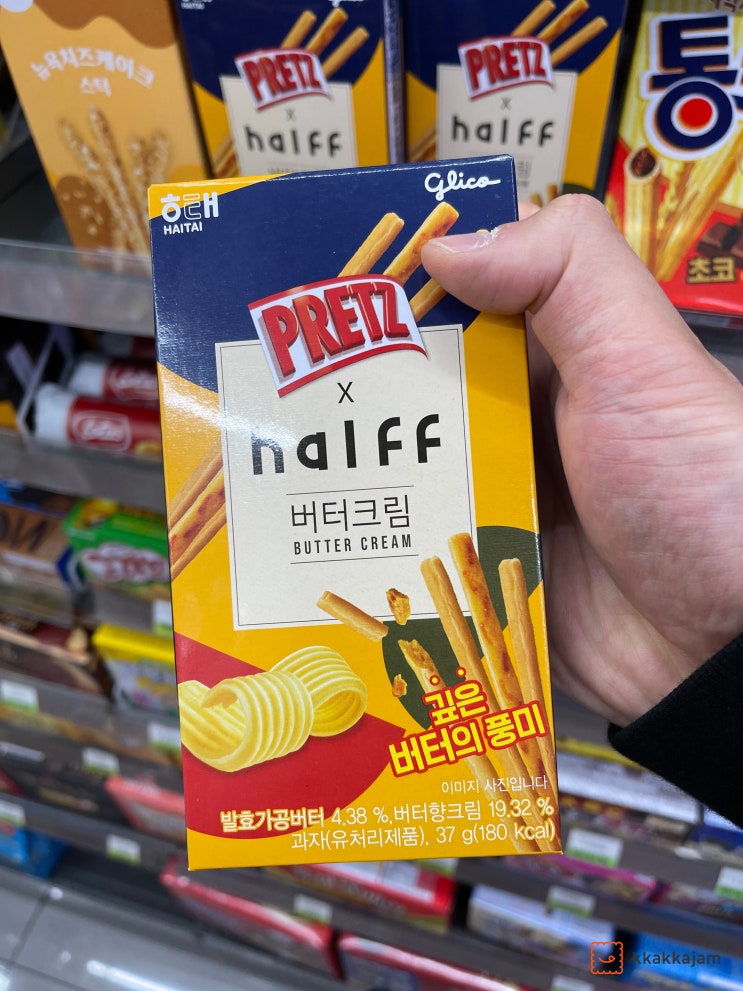 뉴욕치즈케이크
스틱
PRETZ
x
halff
PRETZ
x
halff
통
초코
해태
HAITAI
Glico
PRETZ
x
halff
버터크림
BUTTER CREAM
깊은
버터의 풍미
이미지 사진입니다
발효가공버터 4.38 %, 버터향크림 19.32 %
과자(유처리제품), 37 g(180 kcal)
kkakkajam